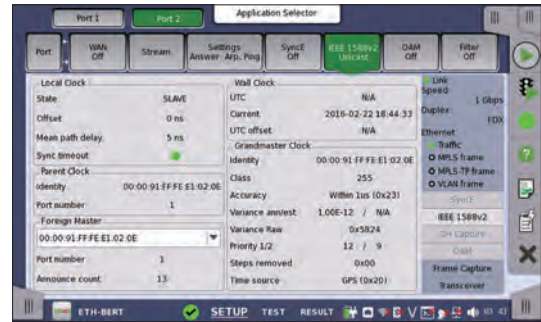 Port 1
Port 2
Application Selector
Port
WAN
Off
Stream
Settings
Answer, Arp, Ping
SyncE
Off
IEEE 1588v2
Unicast
OAM
Off
Filter
Off
Local Clock
State SLAVE
Offset 0 ns
Mean path delay 5 ns
Sync timeout
Parent Clock
Identity 00:00:91:FF:FE:E1:02:0E
Port number 1
Foreign Master
00:00:91:FF:FE:E1:02:0E
Port number 1
Announce count 13
Wall Clock
UTC N/A
Current 2016-02-22 18:44:33
UTC offset N/A
Grandmaster Clock
Identity 00:00:91:FF:FE:E1:02:0E
Class 255
Accuracy Within 1us (0x23)
Variance ann/est 1.00E-12 / N/A
Variance Raw 0x5824
Priority 1/2 12 / 9
Steps removed 0x00
Time source GPS (0x20)
Link
Speed:
1 Gbps
Duplex:
FDX
Ethernet
Traffic
MPLS frame
MPLS-TP frame
VLAN frame
SyncE
IEEE 1588v2
OAM
Frame Capture
Transceiver
ETH-BERT
SETUP TEST RESULT